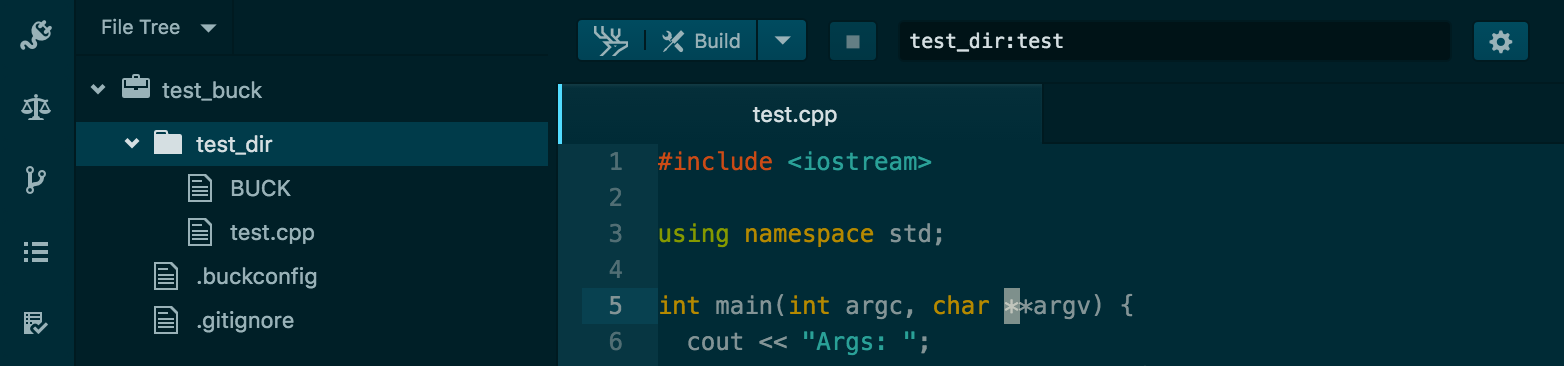 File Tree
Build
test_dir:test
test_buck
test_dir
BUCK
test.cpp
.buckconfig
.gitignore
test.cpp
1 #include <iostream>
2
3 using namespace std;
4
5 int main(int argc, char **argv) {
6 cout << "Args: ";